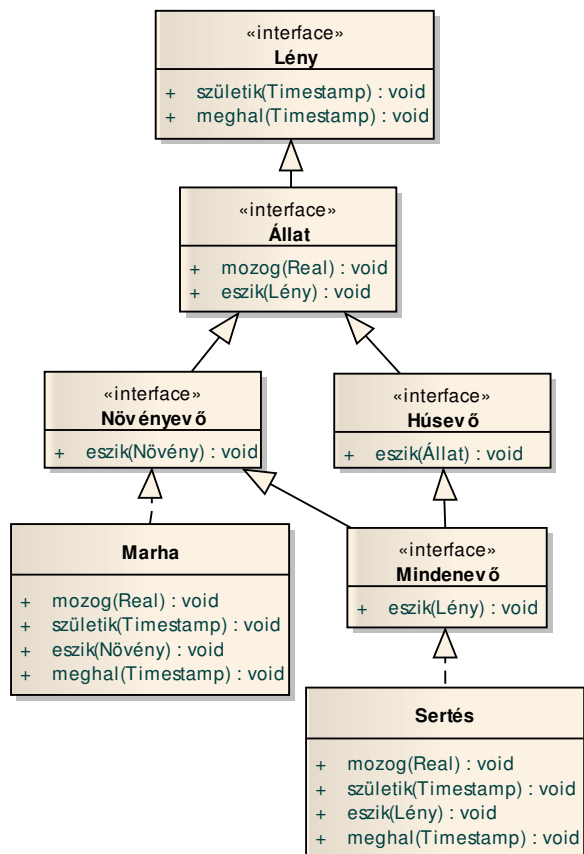 «interface»
Lény
+ születik(Timestamp) : void
+ meghal(Timestamp) : void
«interface»
Állat
+ mozog(Real) : void
+ eszik(Lény) : void
«interface»
Növényevő
+ eszik(Növény) : void
«interface»
Húsevő
+ eszik(Állat) : void
Marha
+ mozog(Real) : void
+ születik(Timestamp) : void
+ eszik(Növény) : void
+ meghal(Timestamp) : void
«interface»
Mindenevő
+ eszik(Lény) : void
Sertés
+ mozog(Real) : void
+ születik(Timestamp) : void
+ eszik(Lény) : void
+ meghal(Timestamp) : void